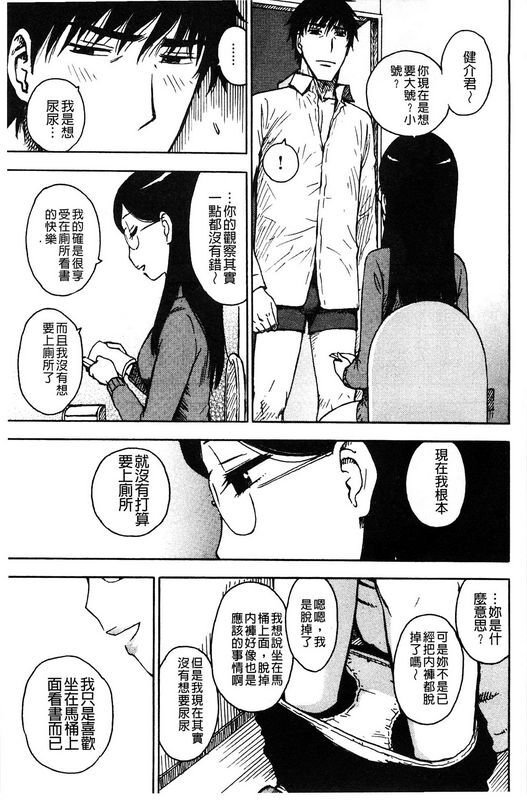 健介君～
你現在是想
要大號？小
號？
！
……
我是想
尿尿…
…你的觀察其實
一點都沒有錯～
我的確是很享
受在廁所看書
的快樂
而且我沒有想
要上廁所了
現在我根本
就沒有打算
要上廁所
…妳是什
麼意思？
可是妳不是已
經把內褲都脫
掉了嗎～
嗯嗯，我
是脫掉了
我想說坐在馬
桶上面，脫掉
內褲好像也是
應該的事情啊
但是我現在其實
沒有想要尿尿
我只是喜歡
坐在馬桶上
面看書而已